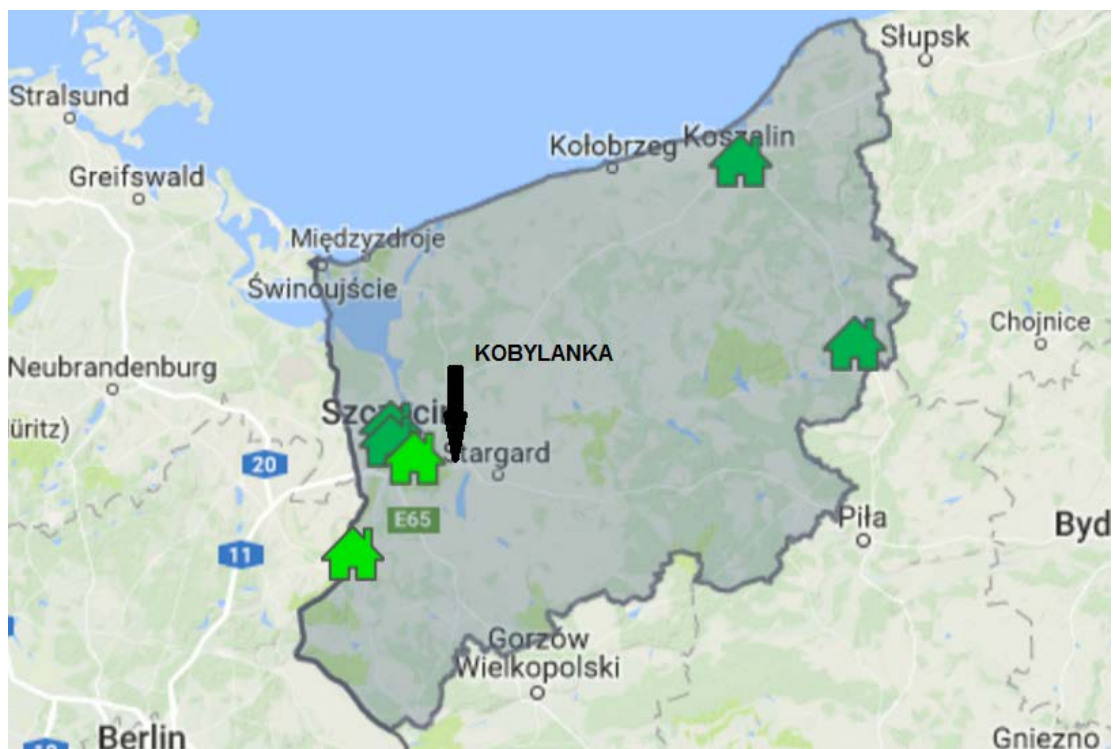 Słupsk
Stralsund
Kołobrzeg
Koszalin
Greifswald
Międzyzdroje
Świnoujście
Chojnice
KOBYLANKA
Neubrandenburg
Szczecin
üritz)
Stargard
20
E65
Piła
Byd
11
Gorzów
Wielkopolski
Berlin
Gniezno
10